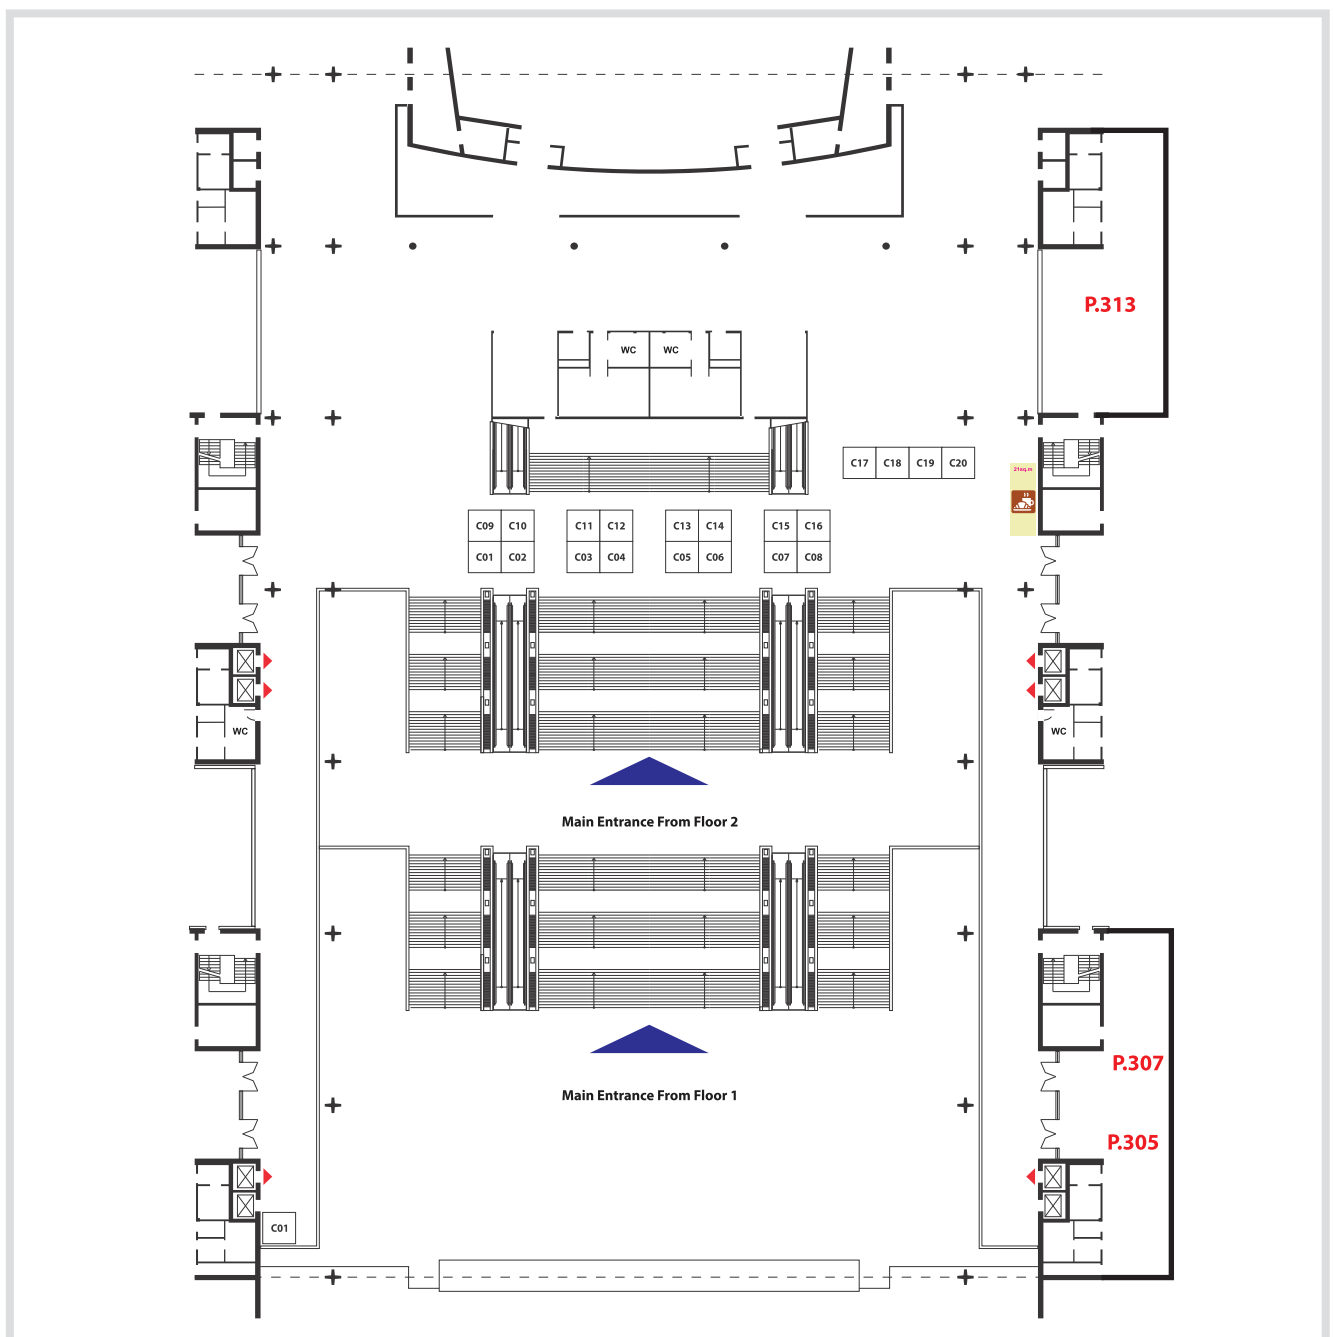 P.313
WC WC
C17 C18 C19 C20
21sq.m
C09 C10 C11 C12 C13 C14 C15 C16
C01 C02 C03 C04 C05 C06 C07 C08
WC WC
Main Entrance From Floor 2
P.307
Main Entrance From Floor 1
P.305
C01